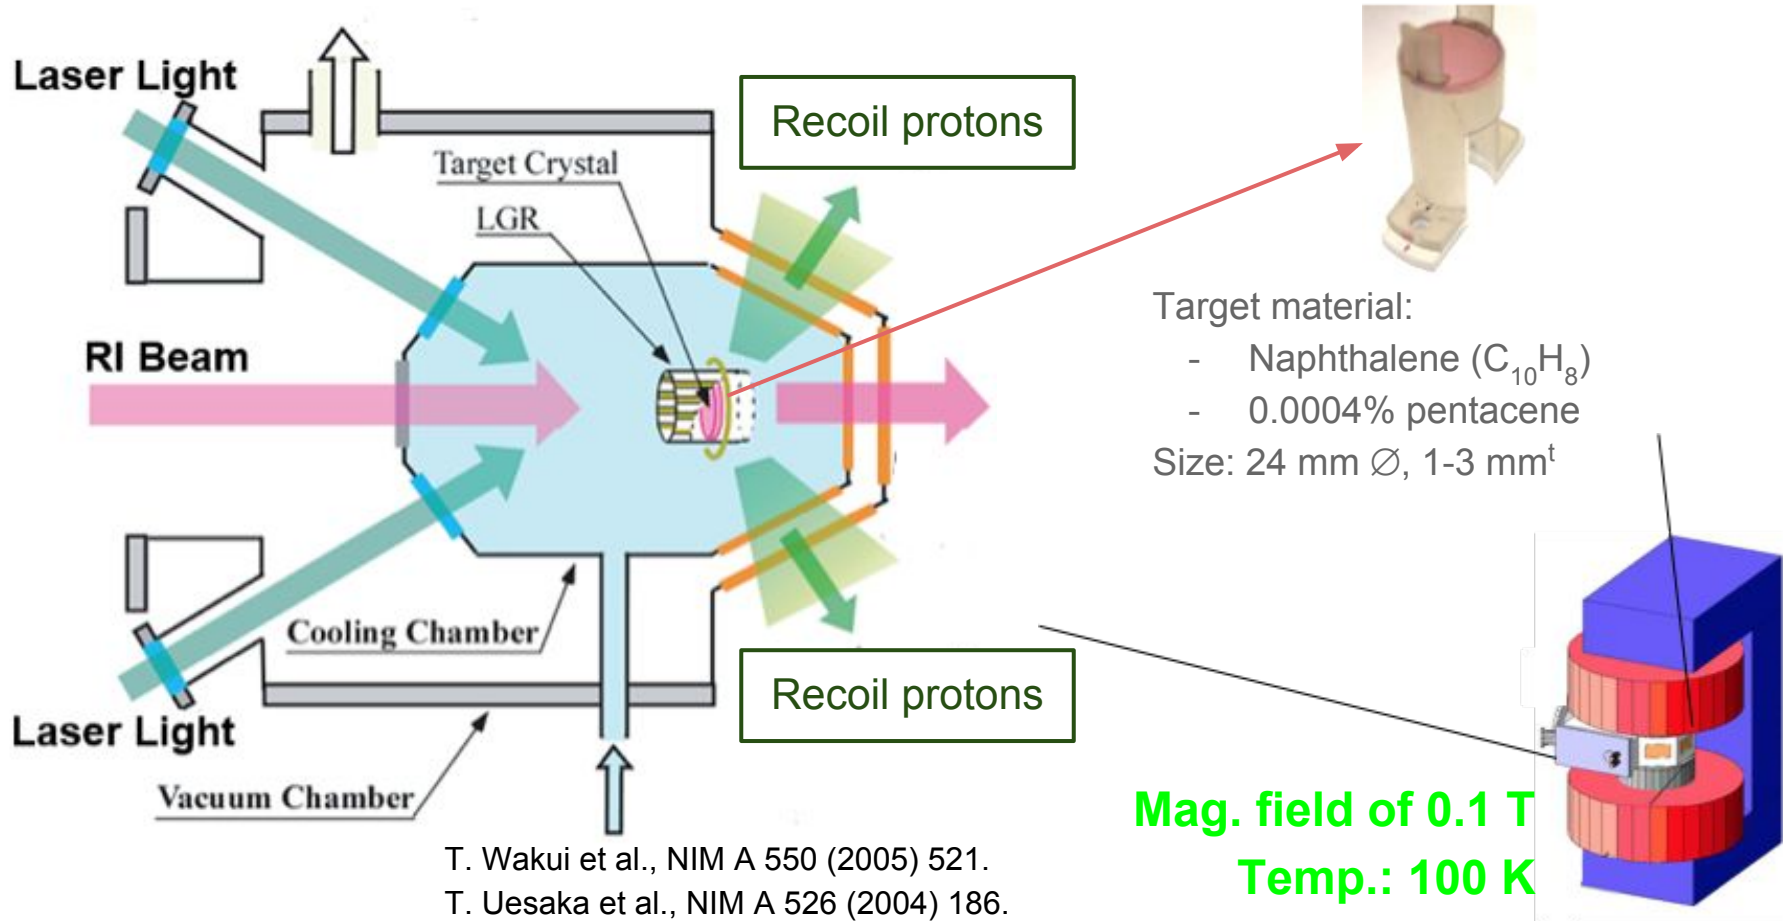 Laser Light
Recoil protons
Target Crystal
LGR
RI Beam
Target material:
- Naphthalene (C₁₀H₈)
- 0.0004% pentacene
Size: 24 mm ∅, 1-3 mmᵗ
Cooling Chamber
Recoil protons
Laser Light
Vacuum Chamber
Mag. field of 0.1 T
Temp.: 100 K
T. Wakui et al., NIM A 550 (2005) 521.
T. Uesaka et al., NIM A 526 (2004) 186.